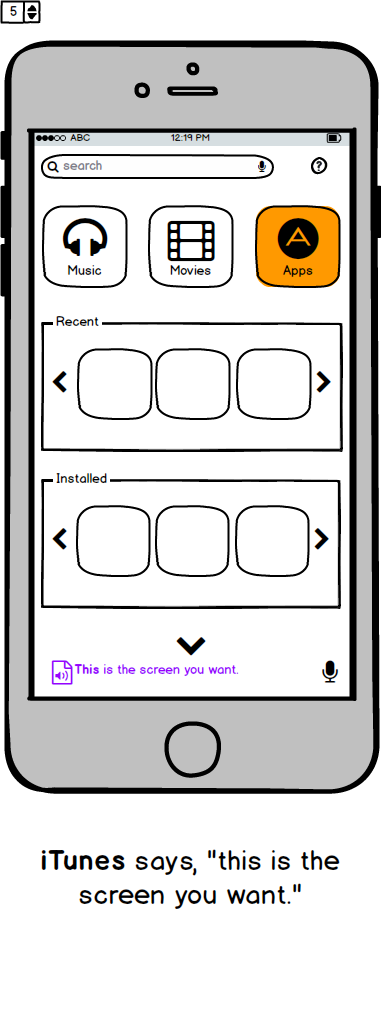 5
ABC 12:19 PM
search
?
Music Movies Apps
Recent
Installed
This is the screen you want.
iTunes says, "this is the
screen you want."